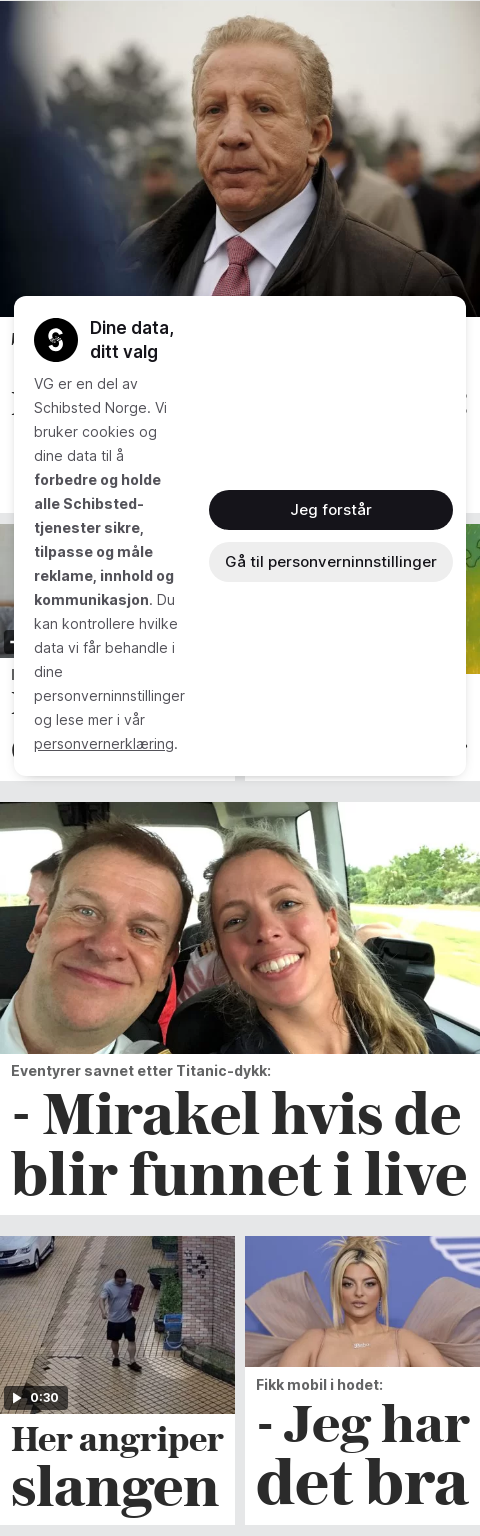 Dine data,
ditt valg
VG er en del av
Schibsted Norge. Vi
bruker cookies og
dine data til å
forbedre og holde
alle Schibsted-
tjenester sikre,
tilpasse og måle
reklame, innhold og
kommunikasjon. Du
kan kontrollere hvilke
data vi får behandle i
dine
personverninnstillinger
og lese mer i vår
personvernerklæring.
Jeg forstår
Gå til personverninnstillinger
Eventyrer savnet etter Titanic-dykk:
- Mirakel hvis de
blir funnet i live
0:30
Her angriper
slangen
Fikk mobil i hodet:
- Jeg har
det bra